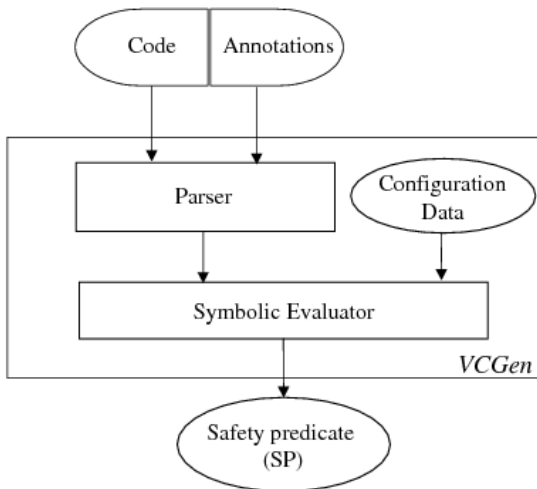 Code
Annotations
Parser
Configuration
Data
Symbolic Evaluator
VCGen
Safety predicate
(SP)